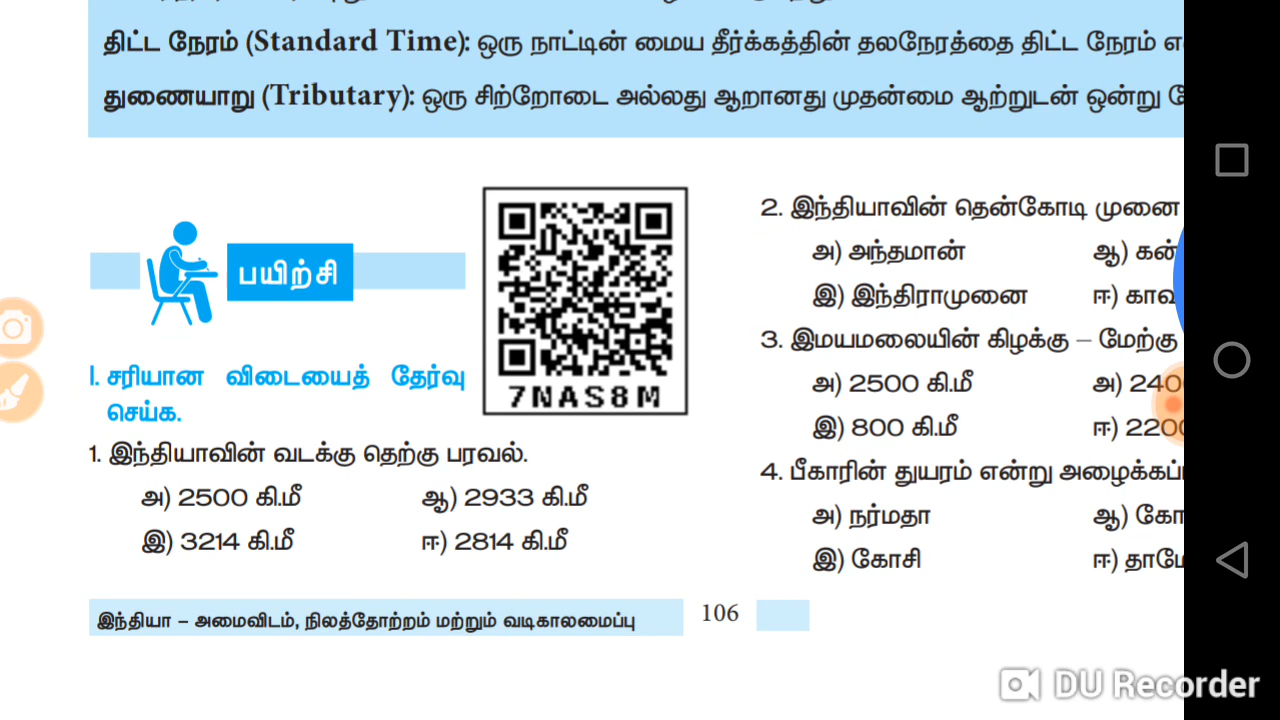 திட்ட நேரம் (Standard Time): ஒரு நாட்டின் மைய தீர்க்கத்தின் தலநேரத்தை திட்ட நேரம்
துணையாறு (Tributary): ஒரு சிற்றோடை அல்லது ஆறானது முதன்மை ஆற்றுடன் ஒன்று
பயிற்சி
7NAS8M
I. சரியான விடையைத் தேர்வு
செய்க.
1. இந்தியாவின் வடக்கு தெற்கு பரவல்.
அ) 2500 கி.மீ ஆ) 2933 கி.மீ
இ) 3214 கி.மீ ஈ) 2814 கி.மீ
2. இந்தியாவின் தென்கோடி முனை
அ) அந்தமான் ஆ)
இ) இந்திராமுனை ஈ)
3. இமயமலையின் கிழக்கு – மேற்கு
அ) 2500 கி.மீ அ)
இ) 800 கி.மீ ஈ) 2200
4. பீகாரின் துயரம் என்று
அ) நர்மதா ஆ)
இ) கோசி ஈ)
இந்தியா – அமைவிடம், நிலத்தோற்றம் மற்றும் வடிகாலமைப்பு
106
DU Recorder